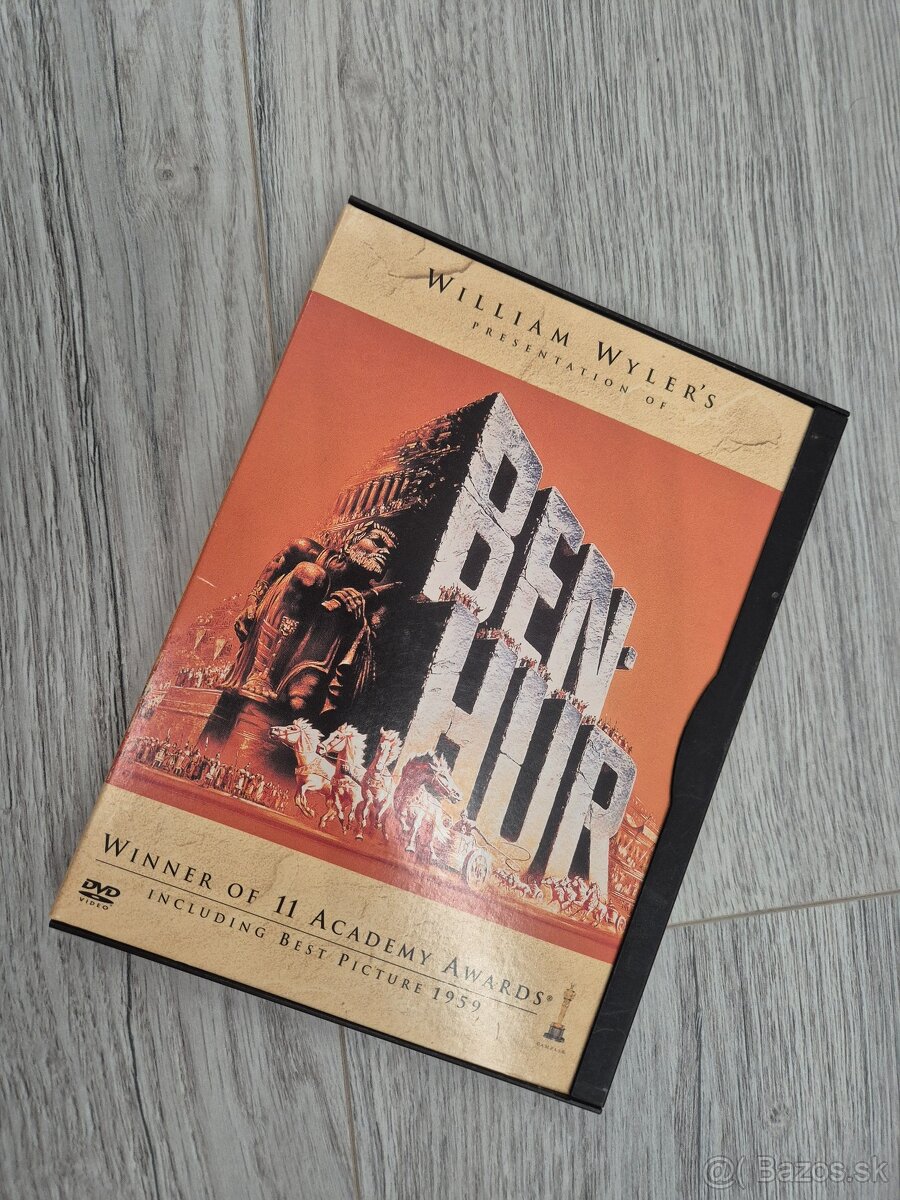 WILLIAM WYLER'S
PRESENTATION OF
BEN-
HUR
WINNER OF 11 ACADEMY AWARDS®
INCLUDING BEST PICTURE 1959
DVD
VIDEO
@( Bazos.sk